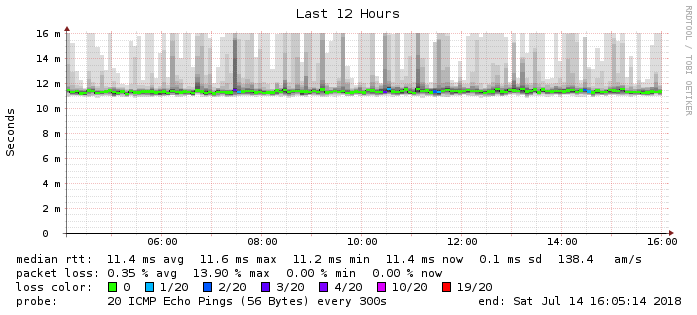 Last 12 Hours
RRDTOOL / TOBI OETIKER
Seconds
16 m
14 m
12 m
10 m
8 m
6 m
4 m
2 m
0
06:00 08:00 10:00 12:00 14:00 16:00
median rtt: 11.4 ms avg 11.6 ms max 11.2 ms min 11.4 ms now 0.1 ms sd 138.4 am/s
packet loss: 0.35 % avg 13.90 % max 0.00 % min 0.00 % now
loss color: 0 1/20 2/20 3/20 4/20 10/20 19/20
probe: 20 ICMP Echo Pings (56 Bytes) every 300s end: Sat Jul 14 16:05:14 2018